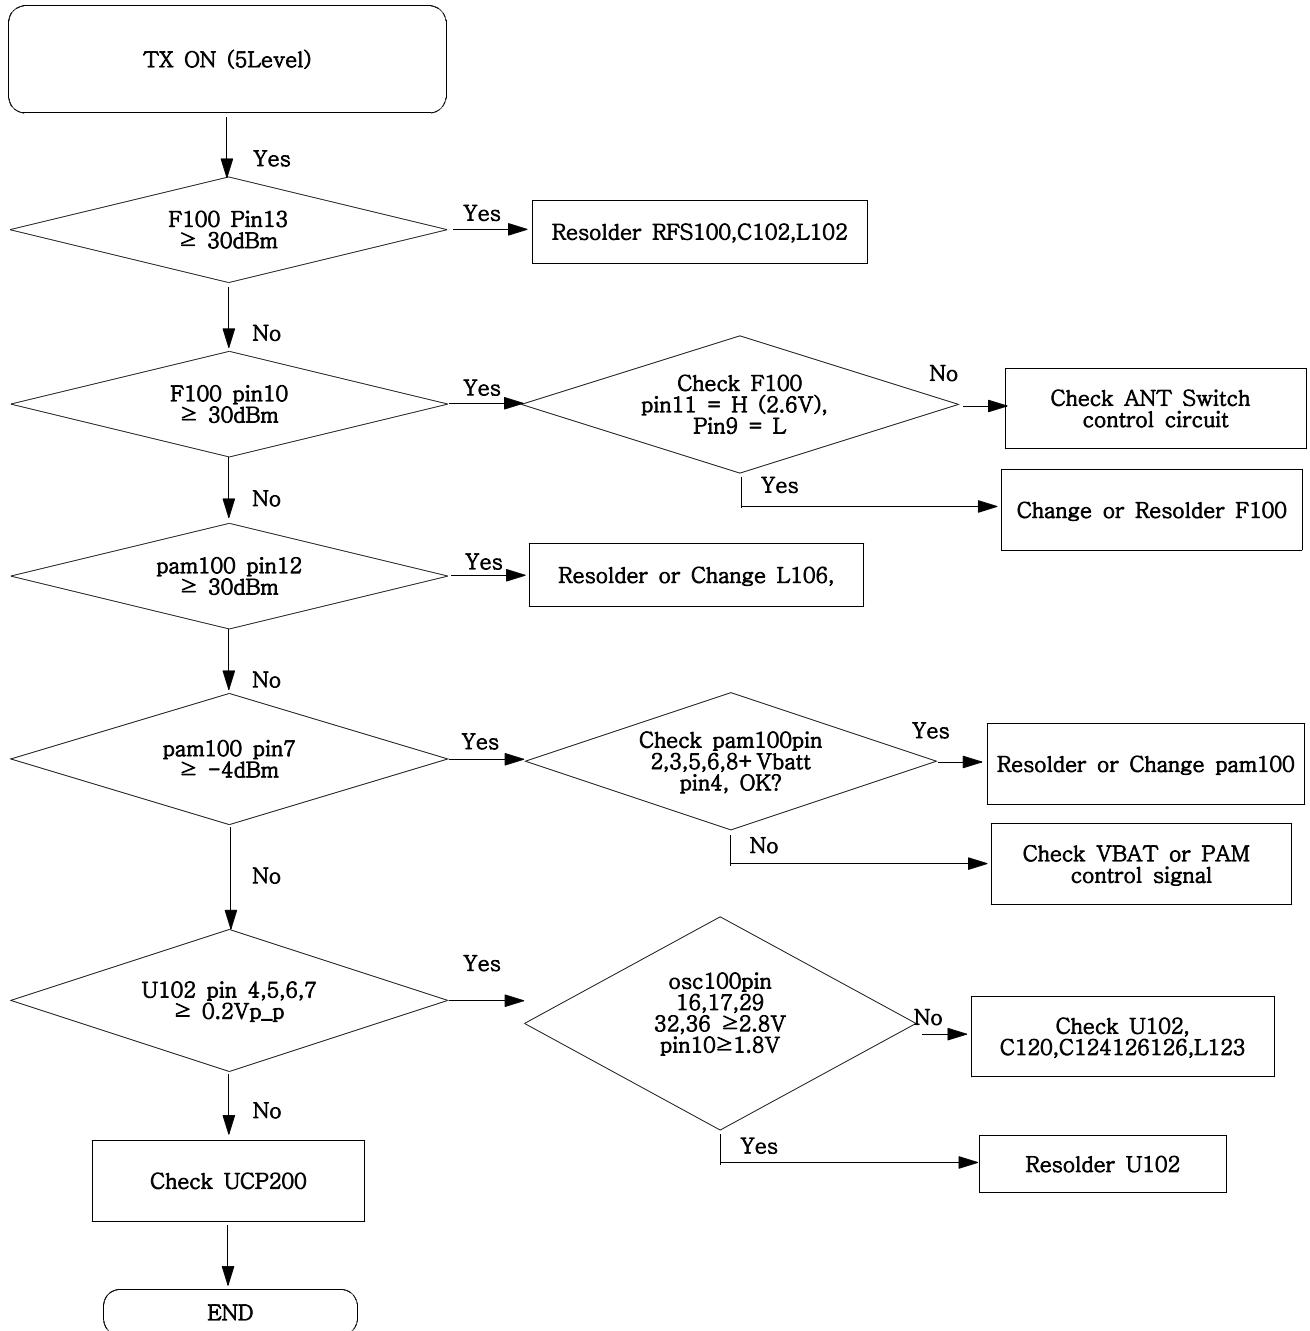 TX ON (5Level)
Yes
F100 Pin13
≥ 30dBm
Yes
Resolder RFS100,C102,L102
No
F100 pin10
≥ 30dBm
Yes
Check F100
pin11 = H (2.6V),
Pin9 = L
No
Check ANT Switch
control circuit
Yes
Change or Resolder F100
No
pam100 pin12
≥ 30dBm
Yes
Resolder or Change L106,
No
pam100 pin7
≥ -4dBm
Yes
Check pam100pin
2,3,5,6,8+Vbatt
pin4, OK?
Yes
Resolder or Change pam100
No
Check VBAT or PAM
control signal
No
U102 pin 4,5,6,7
≥ 0.2Vp_p
Yes
osc100pin
16,17,29
32,36 ≥2.8V
pin10≥1.8V
No
Check U102,
C120,C124126126,L123
Yes
Resolder U102
No
Check UCP200
END